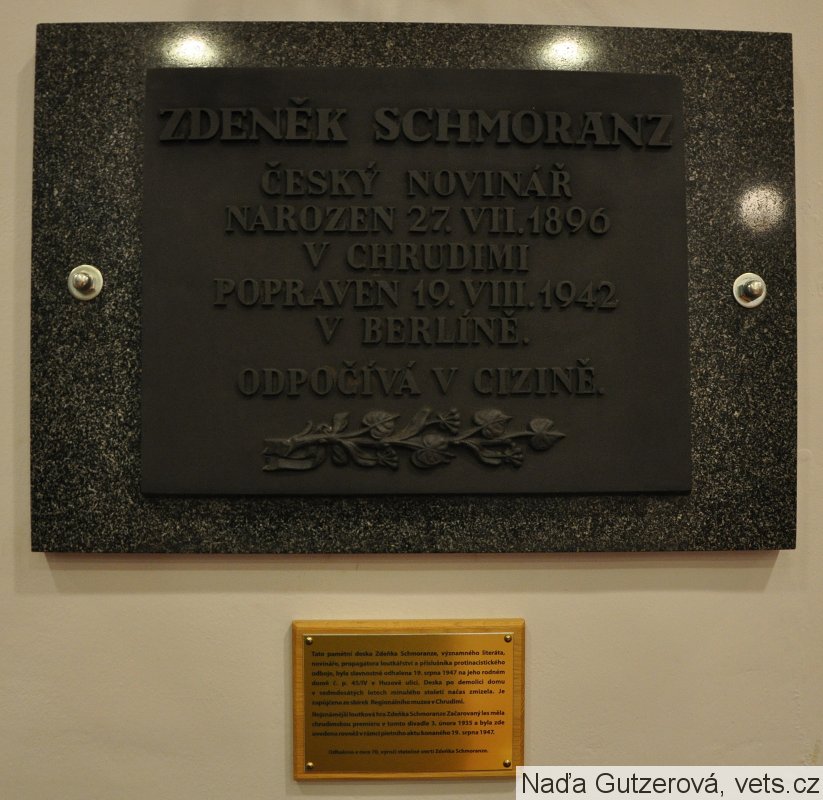 ZDENĚK SCHMORANZ
ČESKÝ NOVINÁŘ
NAROZEN 27. VII. 1896
V CHRUDIMI
POPRAVEN 19. VIII. 1942
V BERLÍNĚ.
ODPOČÍVÁ V CIZINĚ.
Tato pamětní deska Zdeňka Schmoranze, významného literáta,
novináře, propagátora loutkářství a příslušníka protinacistického
odboje, byla slavnostně odhalena 19. srpna 1947 na jeho rodném
domě č. p. 45/IV v Husově ulici. Deska po demolici domu
v sedmdesátých letech minulého století načas zmizela. Je
zapůjčena ze sbírek Regionálního muzea v Chrudimi.
Nejznámější loutková hra Zdeňka Schmoranze Začarovaný les měla
chrudimskou premiéru v tomto divadle 3. února 1935 a byla zde
uvedena rovněž v rámci pietního aktu konaného 19. srpna 1947.
Odhaleno v roce 70. výročí statečné smrti Zdeňka Schmoranze.
Naďa Gutzerová, vets.cz